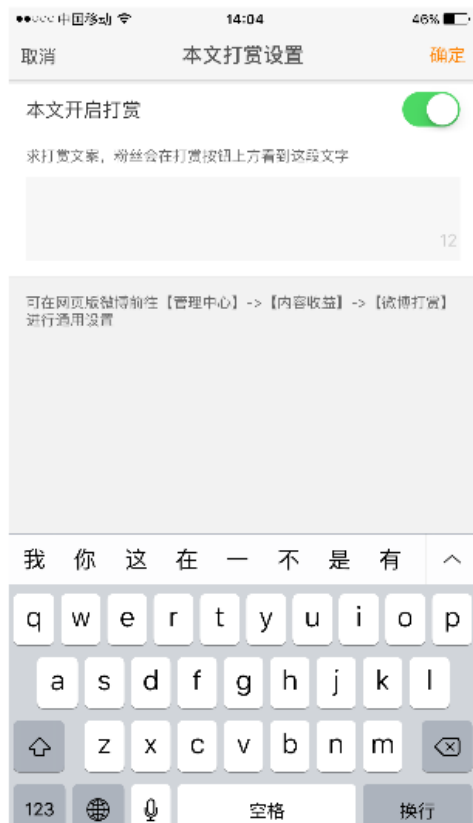 中国移动 14:04 46%
取消 本文打赏设置 确定
本文开启打赏
求打赏文案，粉丝会在打赏按钮上方看到这段文字
12
可在网页版微博前往【管理中心】->【内容收益】->【微博打赏】
进行通用设置
我 你 这 在 一 不 是 有
q w e r t y u i o p
a s d f g h j k l
z x c v b n m
123 空格 换行